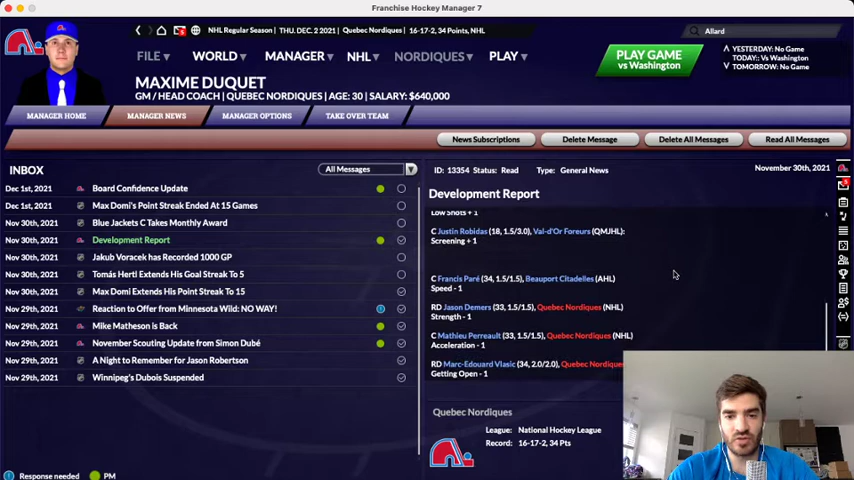 Franchise Hockey Manager 7
NHL Regular Season | THU. DEC. 2 2021 | Quebec Nordiques | 16-17-2, 34 Points, NHL
Allard
FILE WORLD MANAGER NHL NORDIQUES PLAY
PLAY GAME
vs Washington
YESTERDAY: No Game
TODAY:: Vs Washington
TOMORROW: No Game
MAXIME DUQUET
GM / HEAD COACH | QUEBEC NORDIQUES | AGE: 30 | SALARY: $640,000
MANAGER HOME MANAGER NEWS MANAGER OPTIONS TAKE OVER TEAM
News Subscriptions Delete Message Delete All Messages Read All Messages
INBOX All Messages
Dec 1st, 2021 Board Confidence Update
Dec 1st, 2021 Max Domi's Point Streak Ended At 15 Games
Nov 30th, 2021 Blue Jackets C Takes Monthly Award
Nov 30th, 2021 Development Report
Nov 30th, 2021 Jakub Voracek has Recorded 1000 GP
Nov 30th, 2021 Tomás Hertl Extends His Goal Streak To 5
Nov 30th, 2021 Max Domi Extends His Point Streak To 15
Nov 29th, 2021 Reaction to Offer from Minnesota Wild: NO WAY!
Nov 29th, 2021 Mike Matheson is Back
Nov 29th, 2021 November Scouting Update from Simon Dubé
Nov 29th, 2021 A Night to Remember for Jason Robertson
Nov 29th, 2021 Winnipeg's Dubois Suspended
Response needed PM
ID: 13354 Status: Read Type: General News November 30th, 2021
Development Report
Low Shots + 1
C Justin Robidas (18, 1.5/3.0), Val-d'Or Foreurs (QMJHL):
Screening + 1
C Francis Paré (34, 1.5/1.5), Beauport Citadelles (AHL)
Speed - 1
RD Jason Demers (33, 1.5/1.5), Quebec Nordiques (NHL)
Strength - 1
C Mathieu Perreault (33, 1.5/1.5), Quebec Nordiques (NHL)
Acceleration - 1
RD Marc-Edouard Vlasic (34, 2.0/2.0), Quebec Nordiques
Getting Open - 1
Quebec Nordiques
League: National Hockey League
Record: 16-17-2, 34 Pts